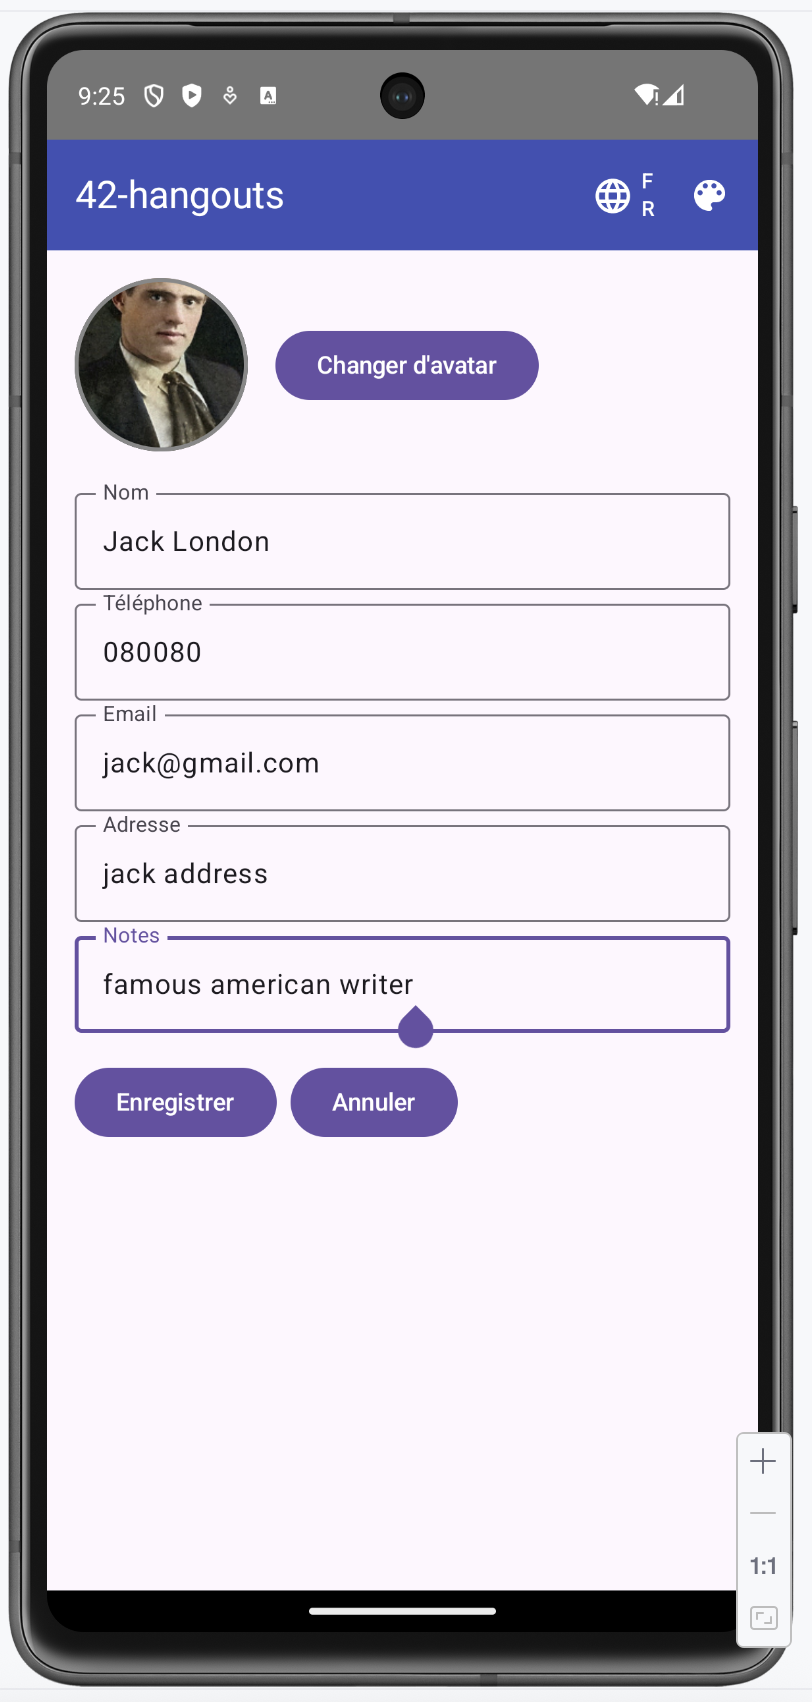 9:25
42-hangouts
F
R
Changer d'avatar
Nom
Jack London
Téléphone
080080
Email
jack@gmail.com
Adresse
jack address
Notes
famous american writer
Enregistrer Annuler
1:1